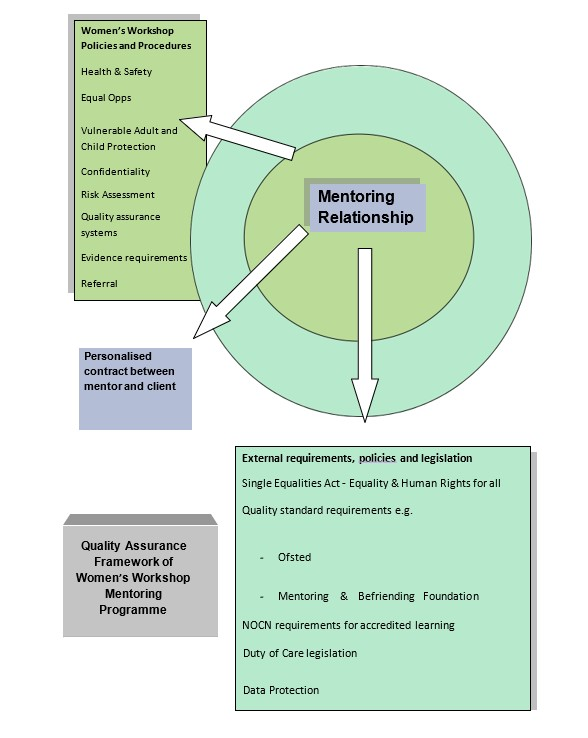 Women's Workshop
Policies and Procedures
Health & Safety
Equal Opps
Vulnerable Adult and
Child Protection
Confidentiality
Risk Assessment
Quality assurance
systems
Evidence requirements
Referral
Mentoring
Relationship
Personalised
contract between
mentor and client
External requirements, policies and legislation
Single Equalities Act - Equality & Human Rights for all
Quality standard requirements e.g.
- Ofsted
- Mentoring & Befriending Foundation
NOCN requirements for accredited learning
Duty of Care legislation
Data Protection
Quality Assurance
Framework of
Women's Workshop
Mentoring
Programme